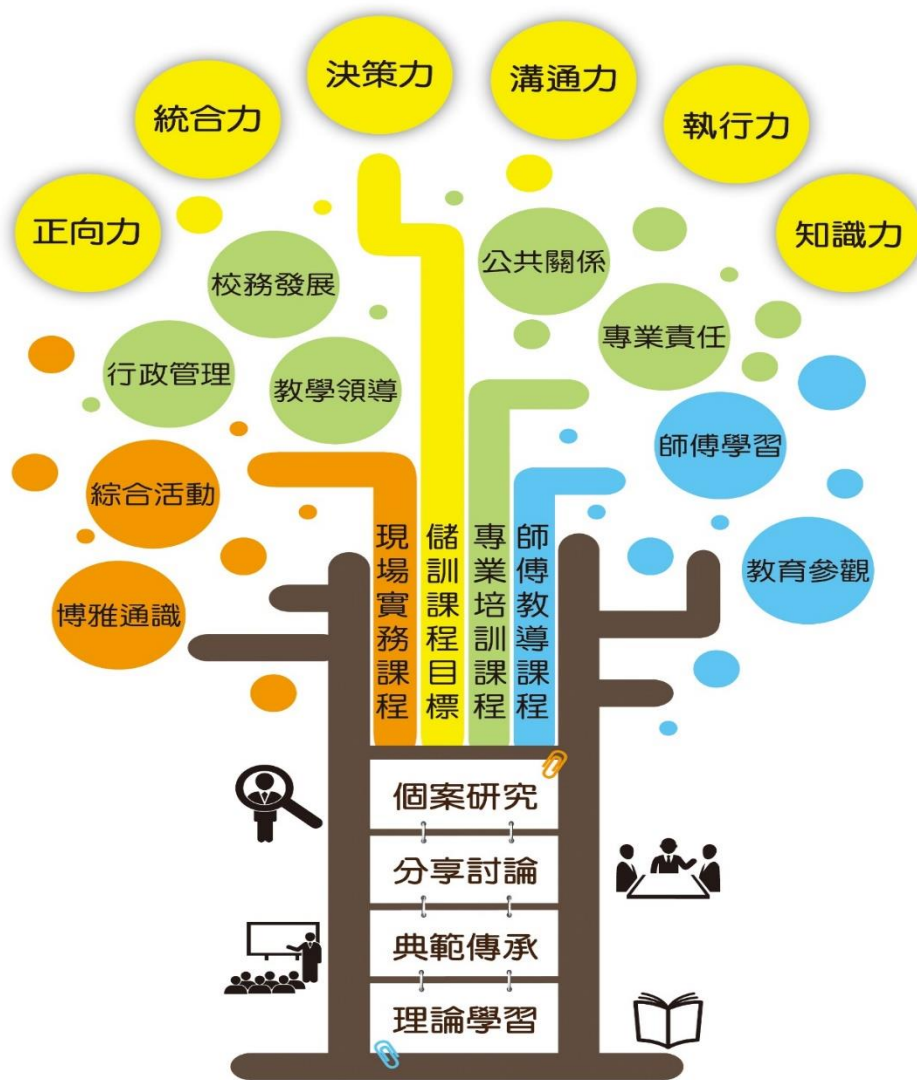 決策力
溝通力
統合力
執行力
正向力
知識力
公共關係
校務發展
專業責任
行政管理
教學領導
師傅學習
綜合活動
教育參觀
博雅通識
現場實務課程
儲訓課程目標
專業培訓課程
師傅教導課程
個案研究
分享討論
典範傳承
理論學習